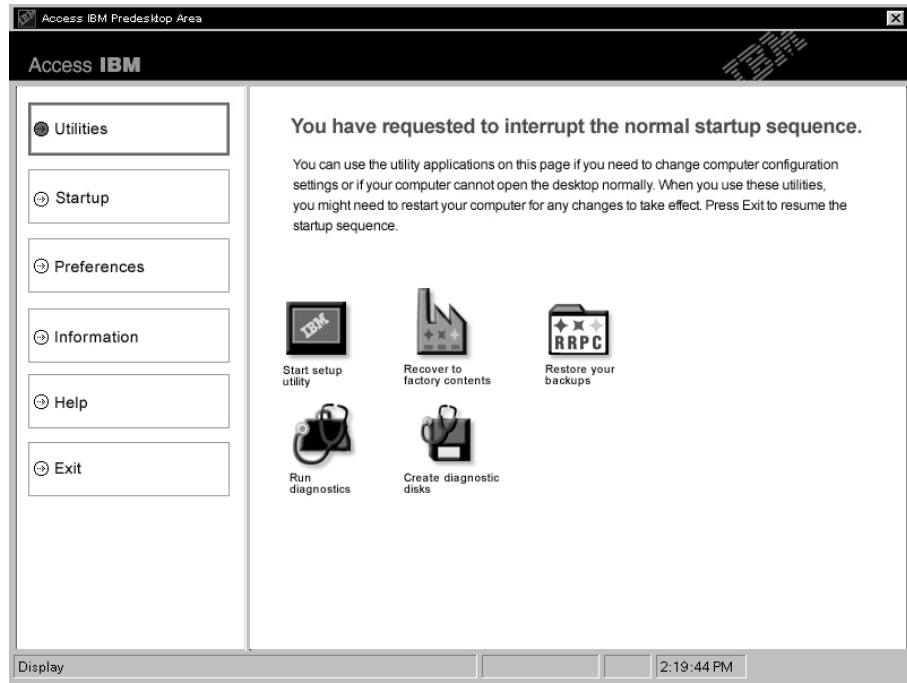 Access IBM Predesktop Area
Access IBM
IBM
Utilities
Startup
Preferences
Information
Help
Exit
You have requested to interrupt the normal startup sequence.
You can use the utility applications on this page if you need to change computer configuration
settings or if your computer cannot open the desktop normally. When you use these utilities,
you might need to restart your computer for any changes to take effect. Press Exit to resume the
startup sequence.
IBM
Start setup
utility
Recover to
factory contents
RRPC
Restore your
backups
Run
diagnostics
Create diagnostic
disks
Display
2:19:44 PM